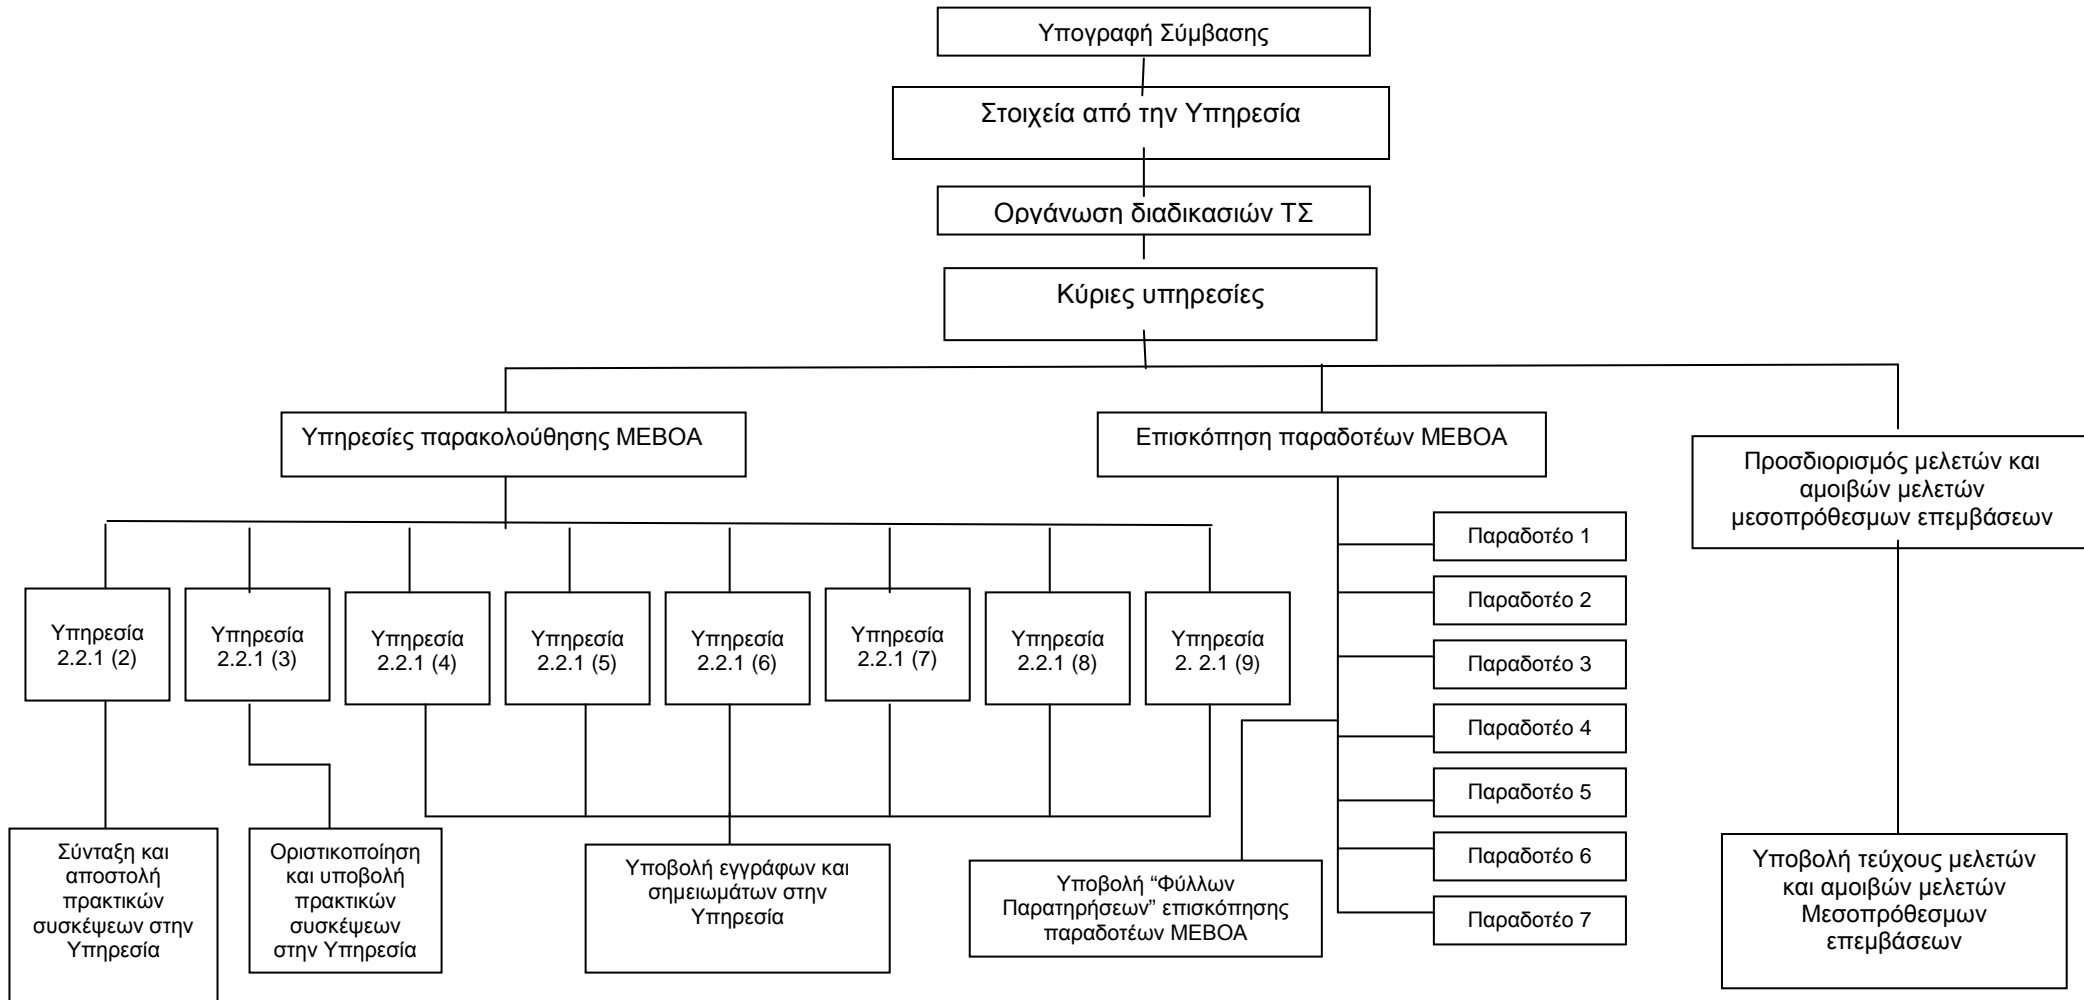 Υπογραφή Σύμβασης
Στοιχεία από την Υπηρεσία
Οργάνωση διαδικασιών ΤΣ
Κύριες υπηρεσίες
Υπηρεσίες παρακολούθησης ΜΕΒΟΑ
Επισκόπηση παραδοτέων ΜΕΒΟΑ
Προσδιορισμός μελετών και
αμοιβών μελετών
μεσοπρόθεσμων επεμβάσεων
Υπηρεσία
2.2.1 (2)
Υπηρεσία
2.2.1 (3)
Υπηρεσία
2.2.1 (4)
Υπηρεσία
2.2.1 (5)
Υπηρεσία
2.2.1 (6)
Υπηρεσία
2.2.1 (7)
Υπηρεσία
2.2.1 (8)
Υπηρεσία
2. 2.1 (9)
Παραδοτέο 1
Παραδοτέο 2
Παραδοτέο 3
Παραδοτέο 4
Παραδοτέο 5
Παραδοτέο 6
Παραδοτέο 7
Σύνταξη και
αποστολή
πρακτικών
συσκέψεων στην
Υπηρεσία
Οριστικοποίηση
και υποβολή
πρακτικών
συσκέψεων
στην Υπηρεσία
Υποβολή εγγράφων και
σημειωμάτων στην
Υπηρεσία
Υποβολή “Φύλλων
Παρατηρήσεων” επισκόπησης
παραδοτέων ΜΕΒΟΑ
Υποβολή τεύχους μελετών
και αμοιβών μελετών
Μεσοπρόθεσμων
επεμβάσεων